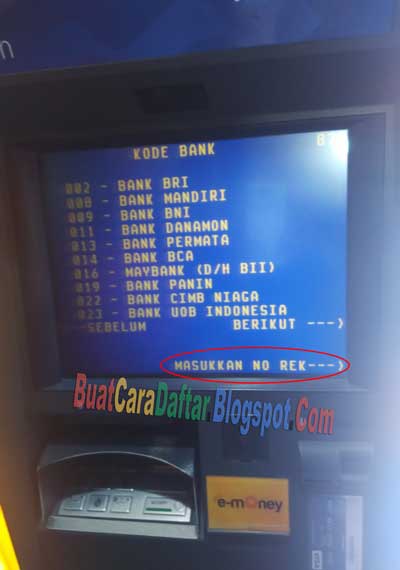 n
KODE BANK
002 - BANK BRI
008 - BANK MANDIRI
009 - BANK BNI
011 - BANK DANAMON
013 - BANK PERMATA
014 - BANK BCA
016 - MAYBANK (D/H BII)
019 - BANK PANIN
022 - BANK CIMB NIAGA
023 - BANK UOB INDONESIA
---SEBELUM BERIKUT --->
MASUKKAN NO REK--->
BuatCaraDaftar.Blogspot.Com
e-money
VISA